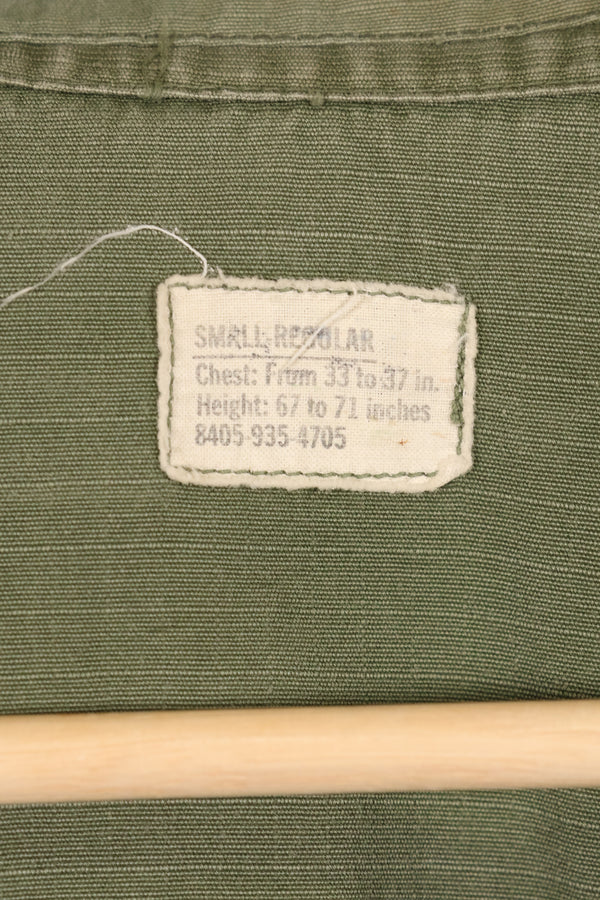 SMALL-REGULAR
Chest: From 33 to 37 in.
Height: 67 to 71 inches
8405-935-4705